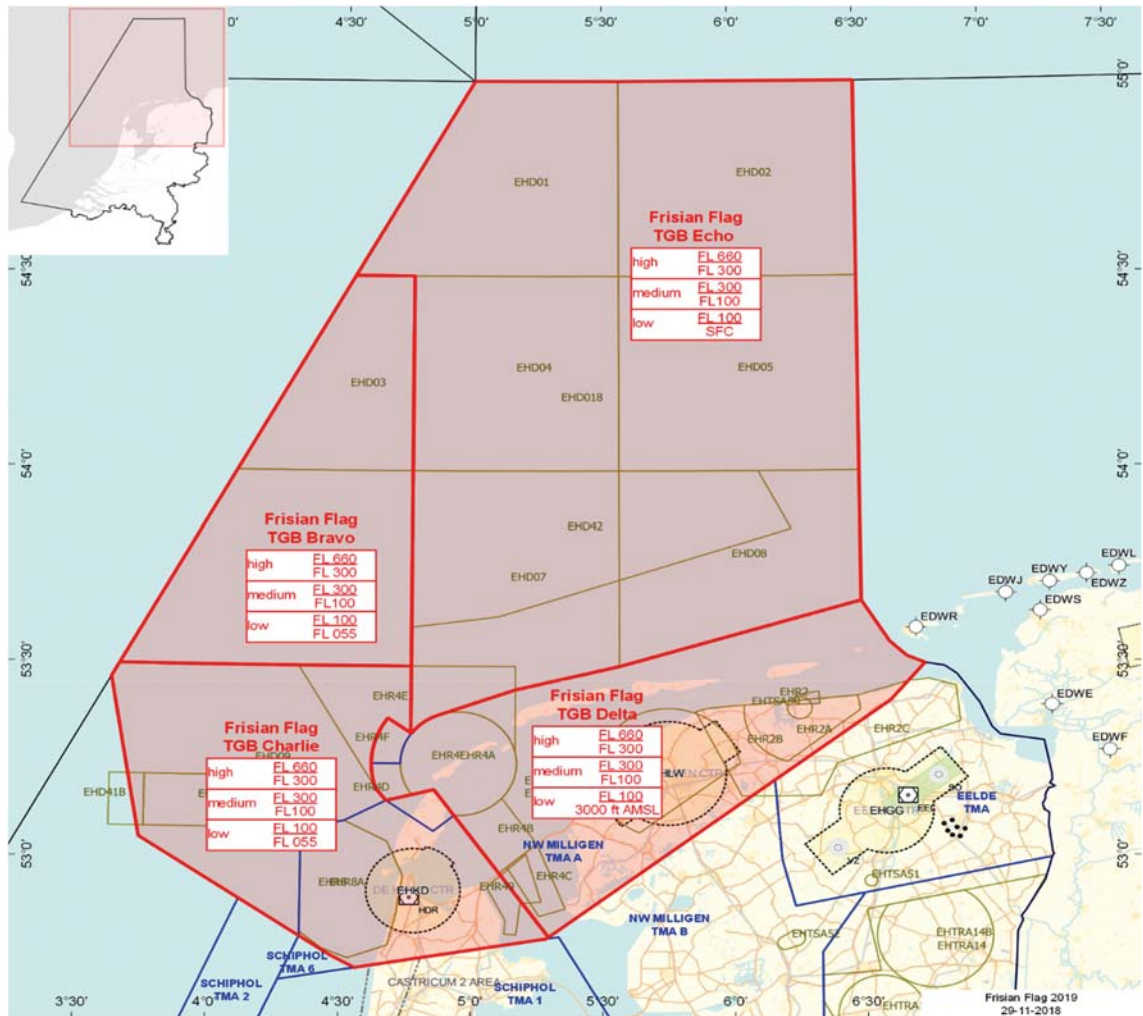 0'
4°30'
5°0'
5°30'
6°0'
6°30'
7°0'
7°30'
55°0'
EHD01
EHD02
Frisian Flag
TGB Echo
high FL 660
FL 300
medium FL 300
FL100
low FL 100
SFC
54°30'
54°30'
EHD03
EHD04
EHD05
EHD018
54°0'
54°0'
Frisian Flag
TGB Bravo
high FL 660
FL 300
medium FL 300
FL100
low FL 100
FL 055
EHD42
EHD08
EHD07
EDWL
EDWY
EDWZ
EDWJ
EDWS
EDWR
53°30'
53°30'
EHR4E
EHR4F
EHR4D
Frisian Flag
TGB Charlie
high FL 660
FL 300
medium FL 300
FL100
low FL 100
FL 055
EHD09
EHD41B
Frisian Flag
TGB Delta
high FL 660
FL 300
medium FL 300
FL100
low FL 100
3000 ft AMSL
EHR4EHR4A
EHR2
EHR2A
EHR2B
EHR2C
EDWE
EDWF
EHGG
EEL
SO
VZ
EELDE
TMA
53°0'
53°0'
EHR4B
EHR4C
EHR49
NW MILLIGEN
TMA A
EHR8A
EHKD
HDR
NW MILLIGEN
TMA B
EHTSA51
EHTSA52
EHTRA14B
EHTRA14
EHTRA
SCHIPHOL
TMA 6
SCHIPHOL
TMA 2
CASTRICUM 2 AREA
SCHIPHOL
TMA 1
3°30'
4°0'
4°30'
5°0'
5°30'
6°0'
6°30'
Frisian Flag 2019
29-11-2018